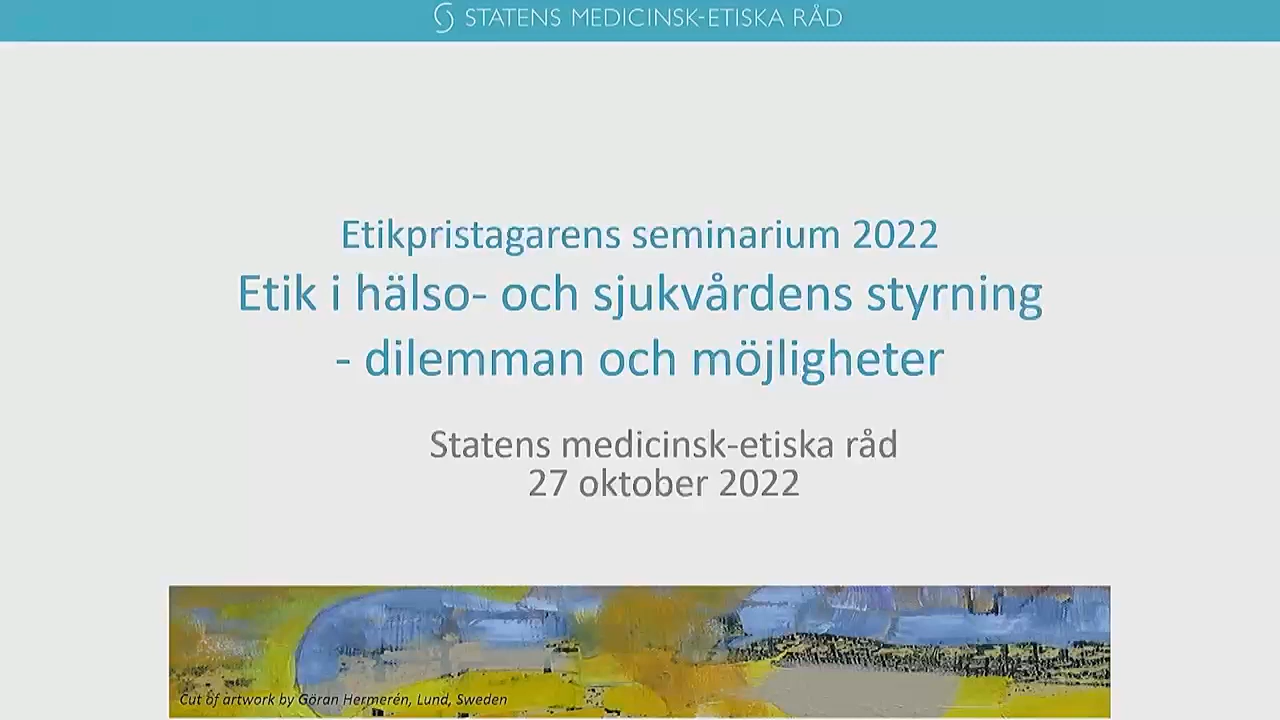 STATENS MEDICINSK-ETISKA RÅD
Etikpristagarens seminarium 2022
Etik i hälso- och sjukvårdens styrning
- dilemman och möjligheter
Statens medicinsk-etiska råd
27 oktober 2022
Cut of artwork by Göran Hermerén, Lund, Sweden